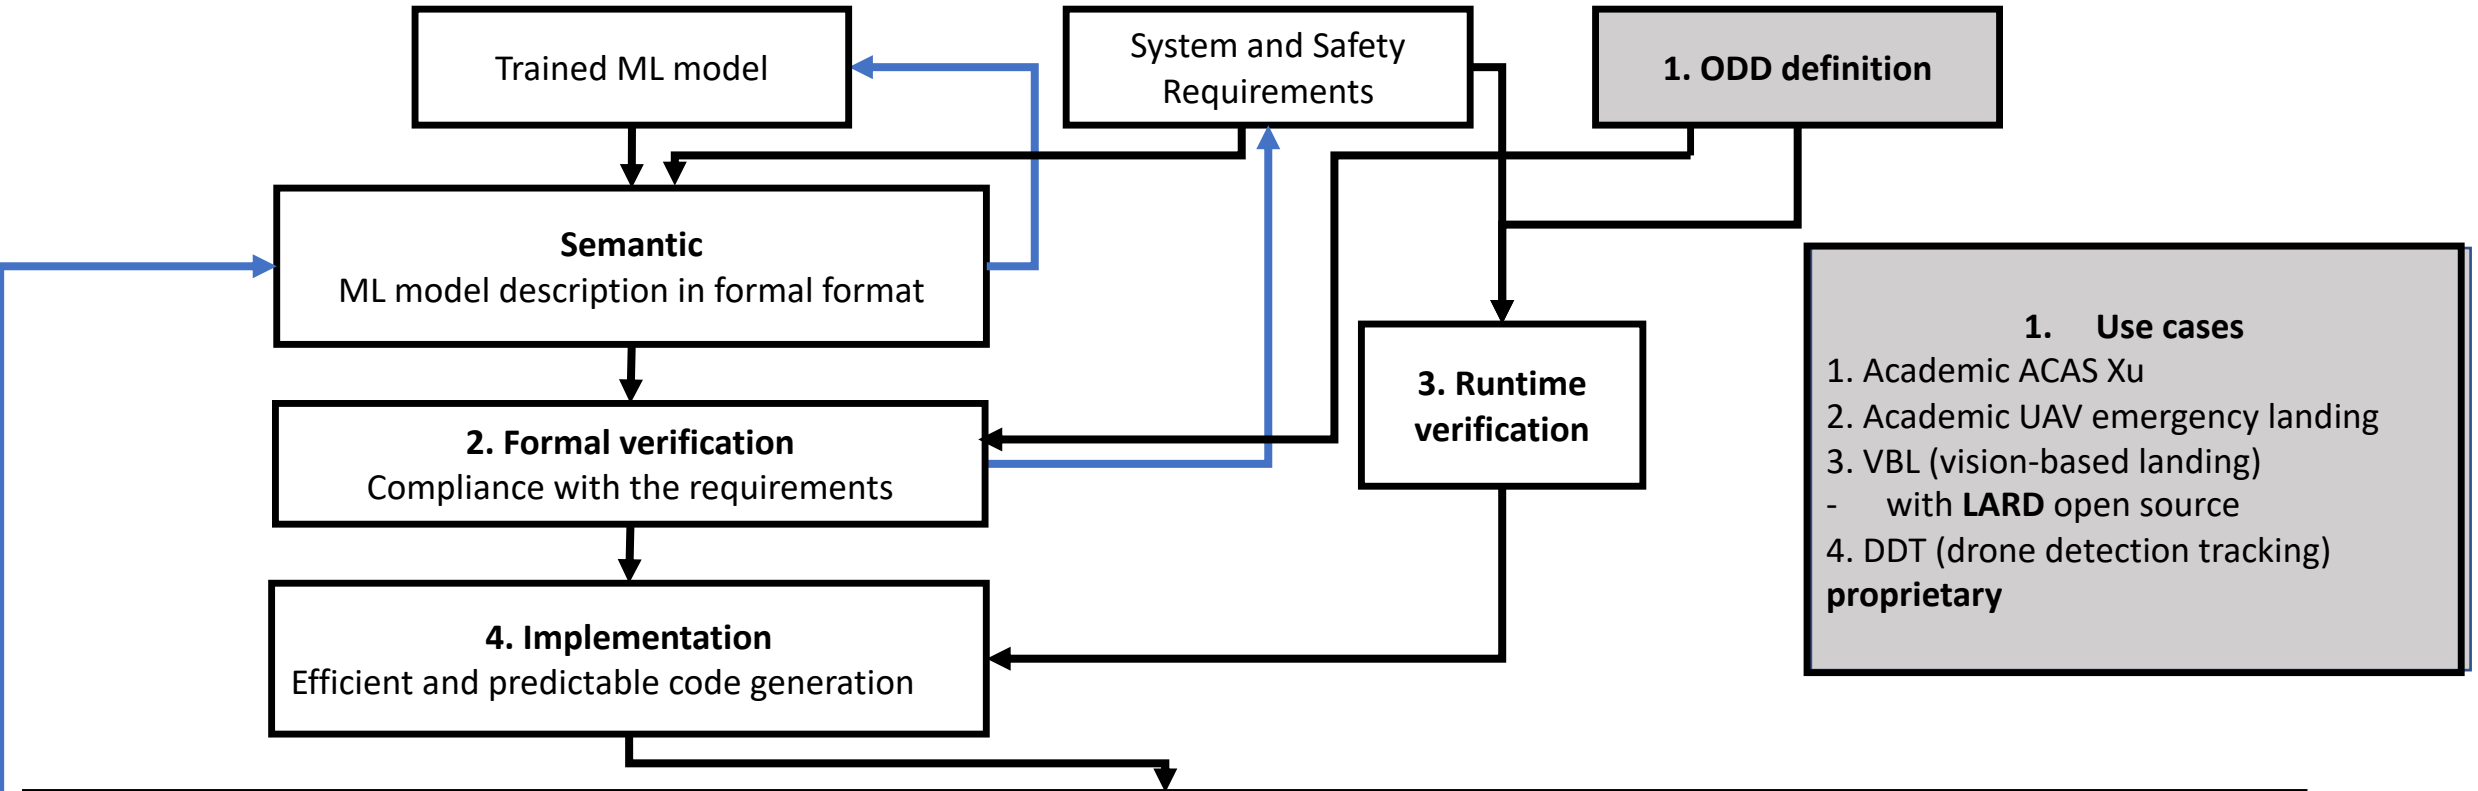 Trained ML model
System and Safety
Requirements
1. ODD definition
Semantic
ML model description in formal format
1. Use cases
1. Academic ACAS Xu
2. Academic UAV emergency landing
3. VBL (vision-based landing)
- with LARD open source
4. DDT (drone detection tracking)
proprietary
3. Runtime
verification
2. Formal verification
Compliance with the requirements
4. Implementation
Efficient and predictable code generation